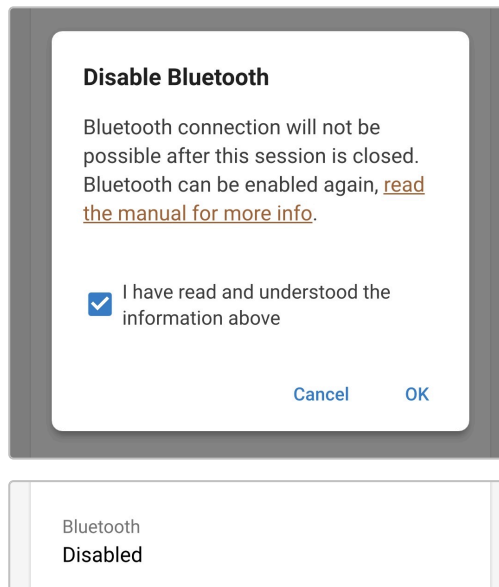 Disable Bluetooth
Bluetooth connection will not be
possible after this session is closed.
Bluetooth can be enabled again, read
the manual for more info.
I have read and understood the
information above
Cancel OK
Bluetooth
Disabled